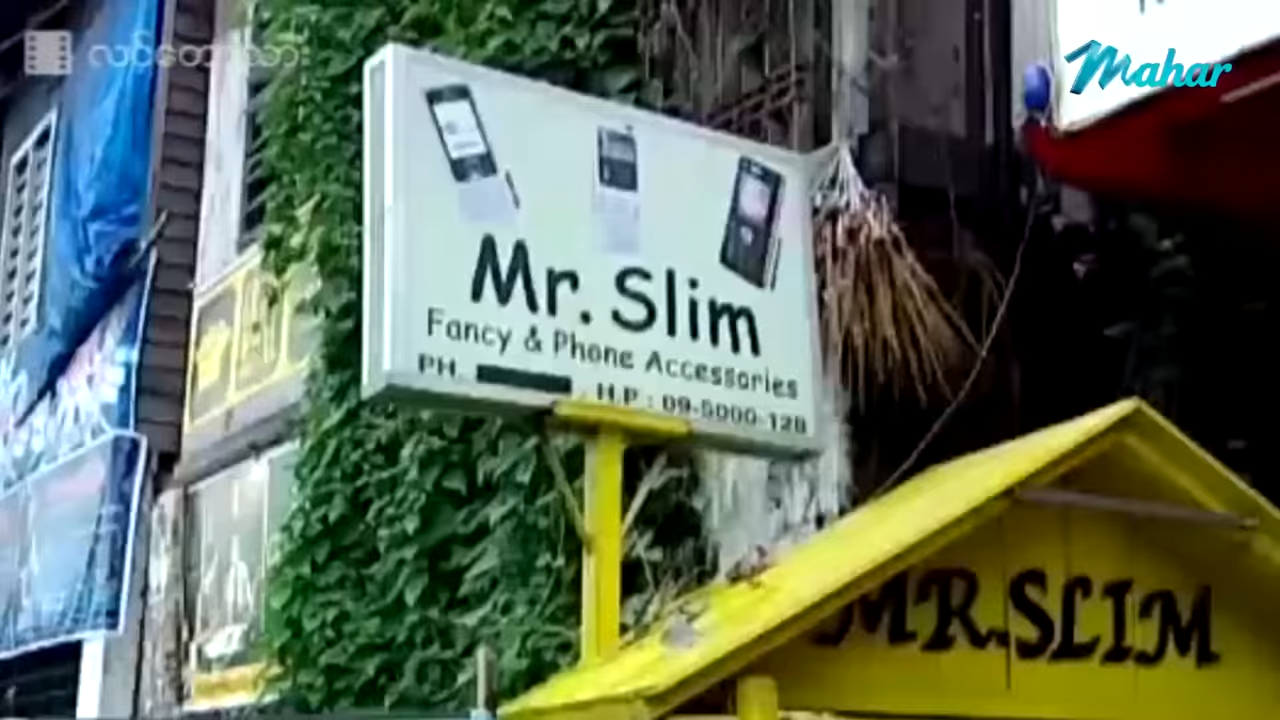 Mahar
Mr. Slim
Fancy & Phone Accessories
PH.
H.P : 09-5000-128
MR.SLIM